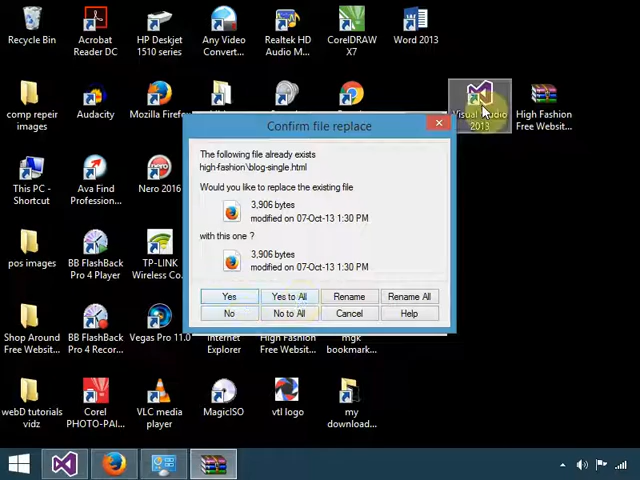 Recycle Bin
Acrobat
Reader DC
HP Deskjet
1510 series
Any Video
Convert...
Realtek HD
Audio M...
CorelDRAW
X7
Word 2013
comp repeir
images
Audacity
Mozilla Firefox
Visual Studio
2013
High Fashion
Free Websit...
Confirm file replace
The following file already exists
high-fashion\blog-single.html
Would you like to replace the existing file
3,906 bytes
modified on 07-Oct-13 1:30 PM
with this one ?
3,906 bytes
modified on 07-Oct-13 1:30 PM
Yes
Yes to All
Rename
Rename All
No
No to All
Cancel
Help
This PC -
Shortcut
Ava Find
Profession...
Nero 2016
pos images
BB FlashBack
Pro 4 Player
TP-LINK
Wireless Co...
Shop Around
Free Websit...
BB FlashBack
Pro 4 Recor...
Vegas Pro 11.0
Internet
Explorer
High Fashion
Free Websit...
mgk
bookmark...
webD tutorials
vidz
Corel
PHOTO-PAI...
VLC media
player
MagicISO
vtl logo
my
download...